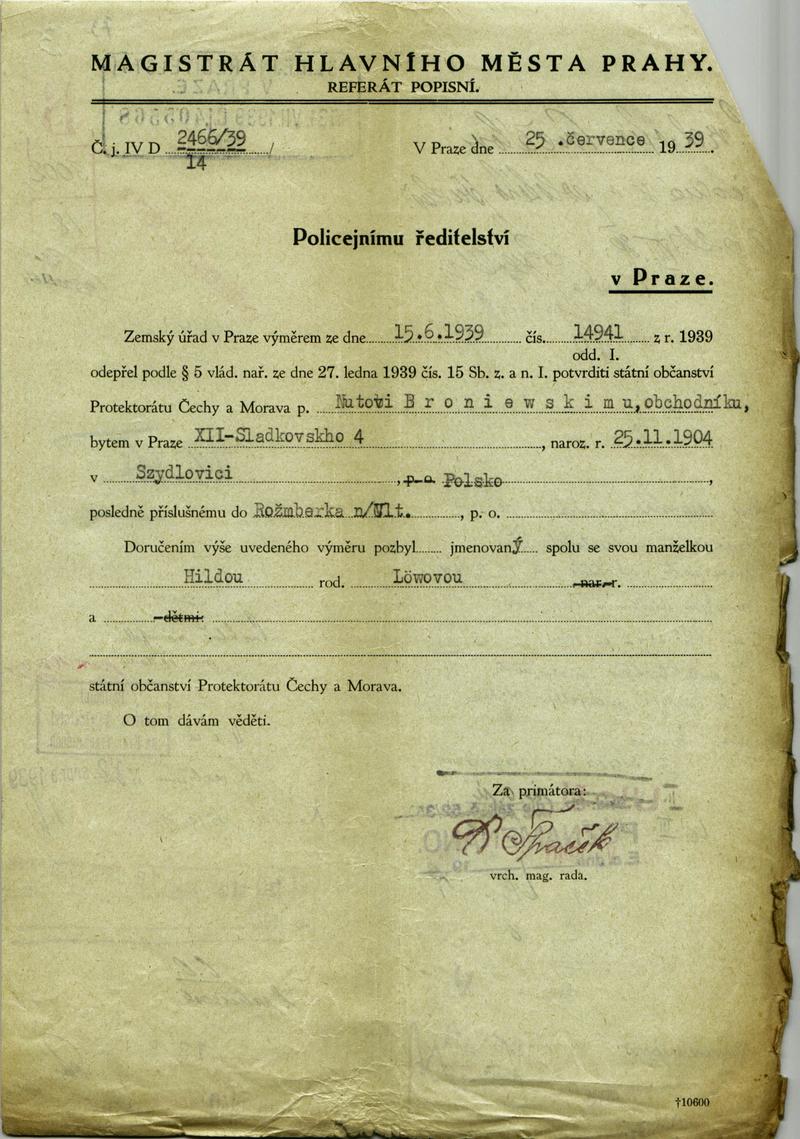 MAGISTRÁT HLAVNÍHO MĚSTA PRAHY.
REFERÁT POPISNÍ.
Č. j. IV D 2466/39 /
14
V Praze dne 25 .července 1939.
Policejnímu ředitelství
v Praze.
Zemský úřad v Praze výměrem ze dne 15.6.1939 čís. 14941 z r. 1939
odd. I.
odepřel podle § 5 vlád. nař. ze dne 27. ledna 1939 čís. 15 Sb. z. a n. I. potvrditi státní občanství
Protektorátu Čechy a Morava p. Nutovi B r o n i e w s k i m u, obchodníku,
bytem v Praze XII-Sladkovskho 4, naroz. r. 25.11.1904
v Szydlovici, p. o. Polsko,
posledně příslušnému do Rožmberka n/Vlt., p. o.
Doručením výše uvedeného výměru pozbyl jmenovaný spolu se svou manželkou
Hildou rod. Löwovou nar. r.
a dětmi:
státní občanství Protektorátu Čechy a Morava.
O tom dávám věděti.
Za primátora:
vrch. mag. rada.
†10600